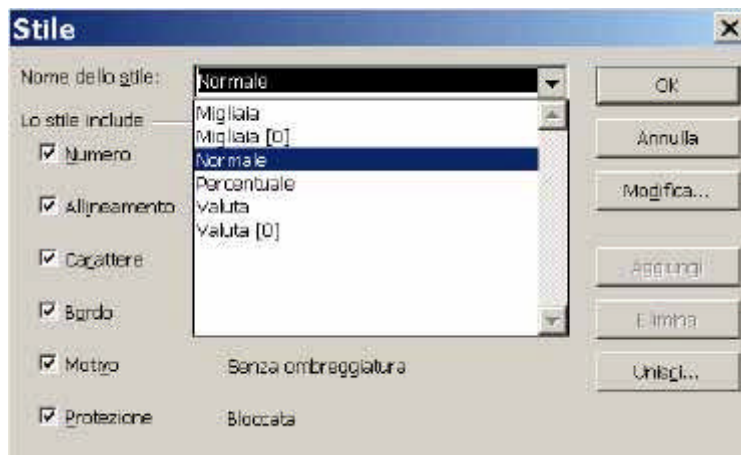 Stile
Nome dello stile:
Normale
OK
Lo stile include
Migliaia
Migliaia [0]
Normale
Percentuale
Valuta
Valuta [0]
Annulla
Numero
Modifica...
Allineamento
Carattere
Aggiungi
Bordo
Elimina
Motivo
Senza ombreggiatura
Unisci...
Protezione
Bloccata